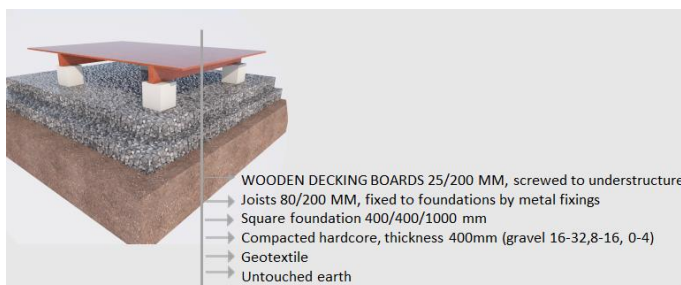 WOODEN DECKING BOARDS 25/200 MM, screwed to understructure
Joists 80/200 MM, fixed to foundations by metal fixings
Square foundation 400/400/1000 mm
Compacted hardcore, thickness 400mm (gravel 16-32,8-16, 0-4)
Geotextile
Untouched earth